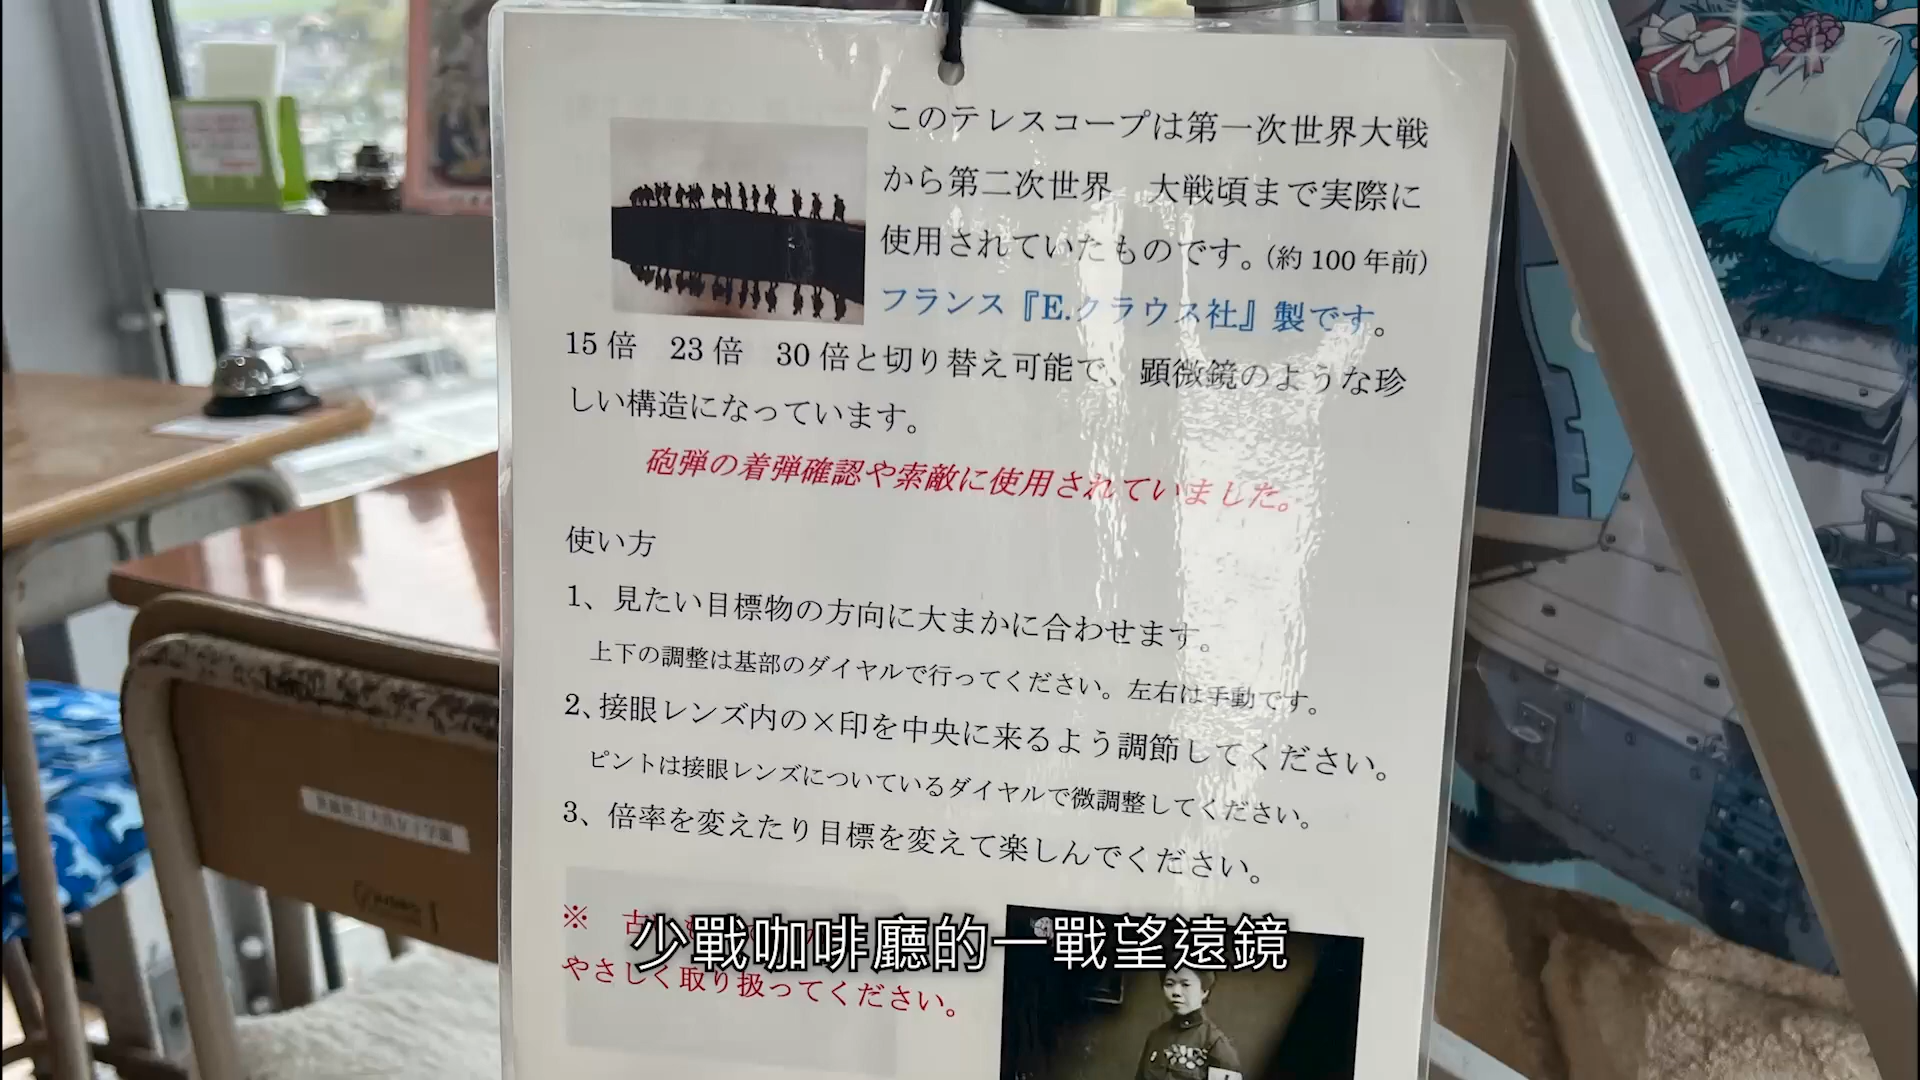 このテレスコープは第一次世界大戦
から第二次世界　大戦頃まで実際に
使用されていたものです。（約100年前）
フランス『E.クラウス社』製です。
15倍　23倍　30倍と切り替え可能で、顕微鏡のような珍
しい構造になっています。
砲弾の着弾確認や索敵に使用されていました。
使い方
1、見たい目標物の方向に大まかに合わせます。
上下の調整は基部のダイヤルで行ってください。左右は手動です。
2、接眼レンズ内の×印を中央に来るよう調節してください。
ピントは接眼レンズについているダイヤルで微調整してください。
3、倍率を変えたり目標を変えて楽しんでください。
※　古
やさしく取り扱ってください。
少戰咖啡廳的一戰望遠鏡